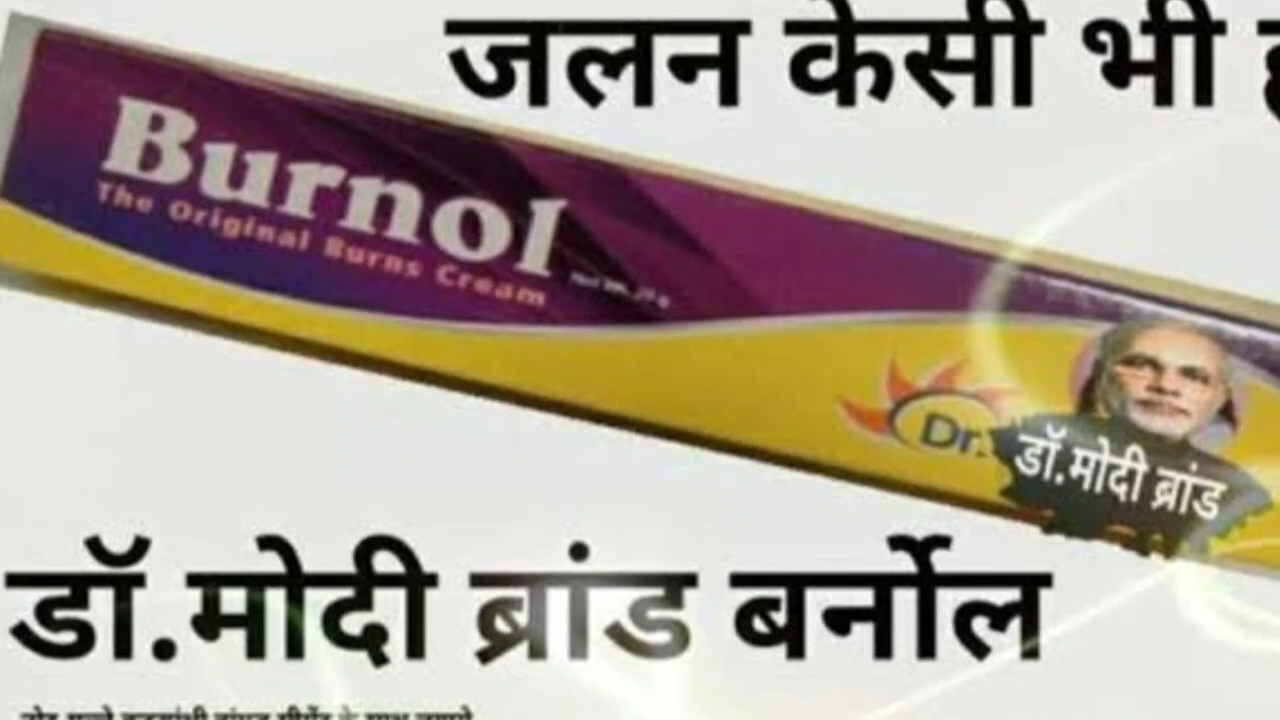 जलन केसी भी
Burnol
The Original Burns Cream
Dr.
डॉ.मोदी ब्रांड
डॉ.मोदी ब्रांड बर्नोल